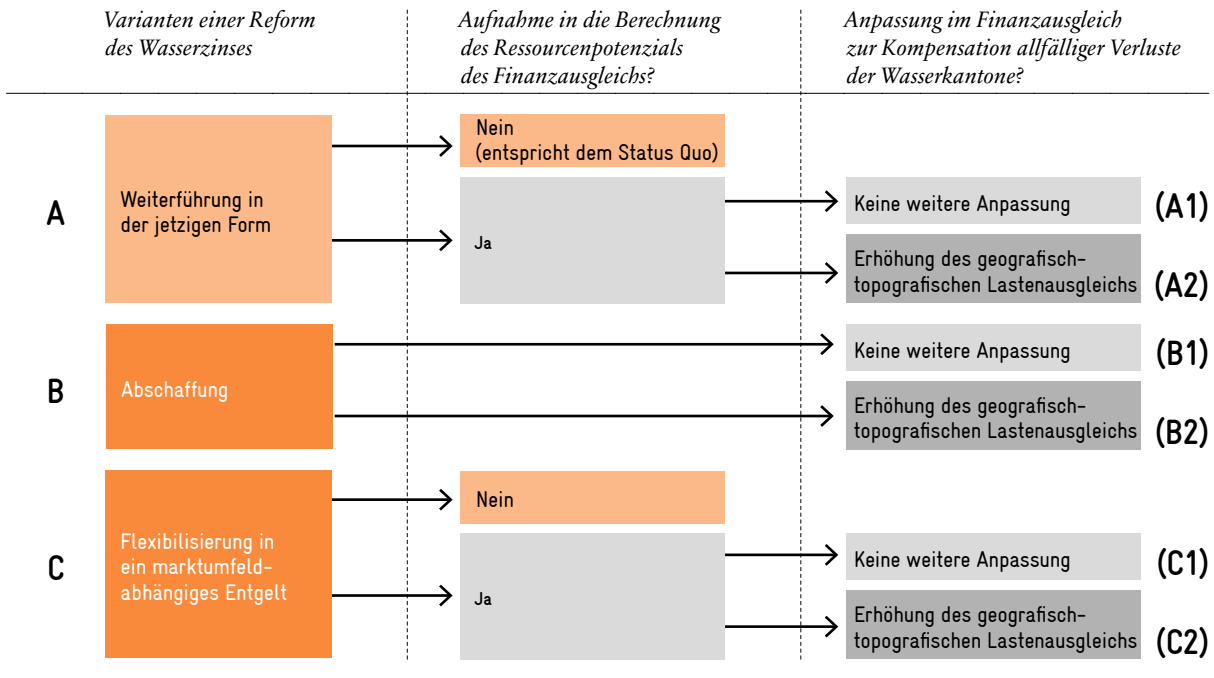 Varianten einer Reform
des Wasserzinses
Aufnahme in die Berechnung
des Ressourcenpotenzials
des Finanzausgleichs?
Anpassung im Finanzausgleich
zur Kompensation allfälliger Verluste
der Wasserkantone?
A
Weiterführung in
der jetzigen Form
Nein
(entspricht dem Status Quo)
Ja
Keine weitere Anpassung
(A1)
Erhöhung des geografisch-
topografischen Lastenausgleichs
(A2)
B
Abschaffung
Keine weitere Anpassung
(B1)
Erhöhung des geografisch-
topografischen Lastenausgleichs
(B2)
C
Flexibilisierung in
ein marktumfeld-
abhängiges Entgelt
Nein
Ja
Keine weitere Anpassung
(C1)
Erhöhung des geografisch-
topografischen Lastenausgleichs
(C2)